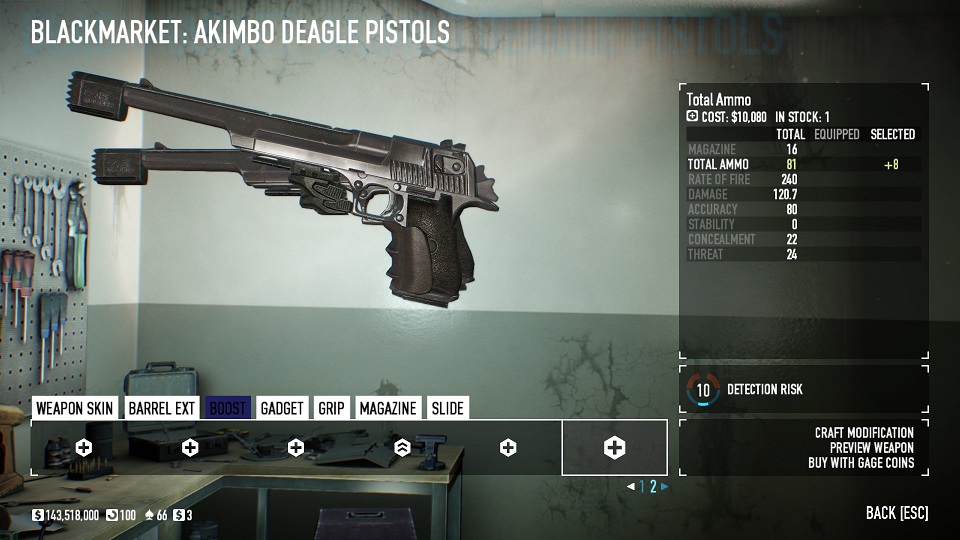 BLACKMARKET: AKIMBO DEAGLE PISTOLS
Total Ammo
COST: $10,080 IN STOCK: 1
TOTAL EQUIPPED SELECTED
MAGAZINE 16
TOTAL AMMO 81 +8
RATE OF FIRE 240
DAMAGE 120.7
ACCURACY 80
STABILITY 0
CONCEALMENT 22
THREAT 24
10 DETECTION RISK
WEAPON SKIN BARREL EXT BOOST GADGET GRIP MAGAZINE SLIDE
CRAFT MODIFICATION
PREVIEW WEAPON
BUY WITH GAGE COINS
1 2
$143,518,000 100 66 $3
BACK [ESC]